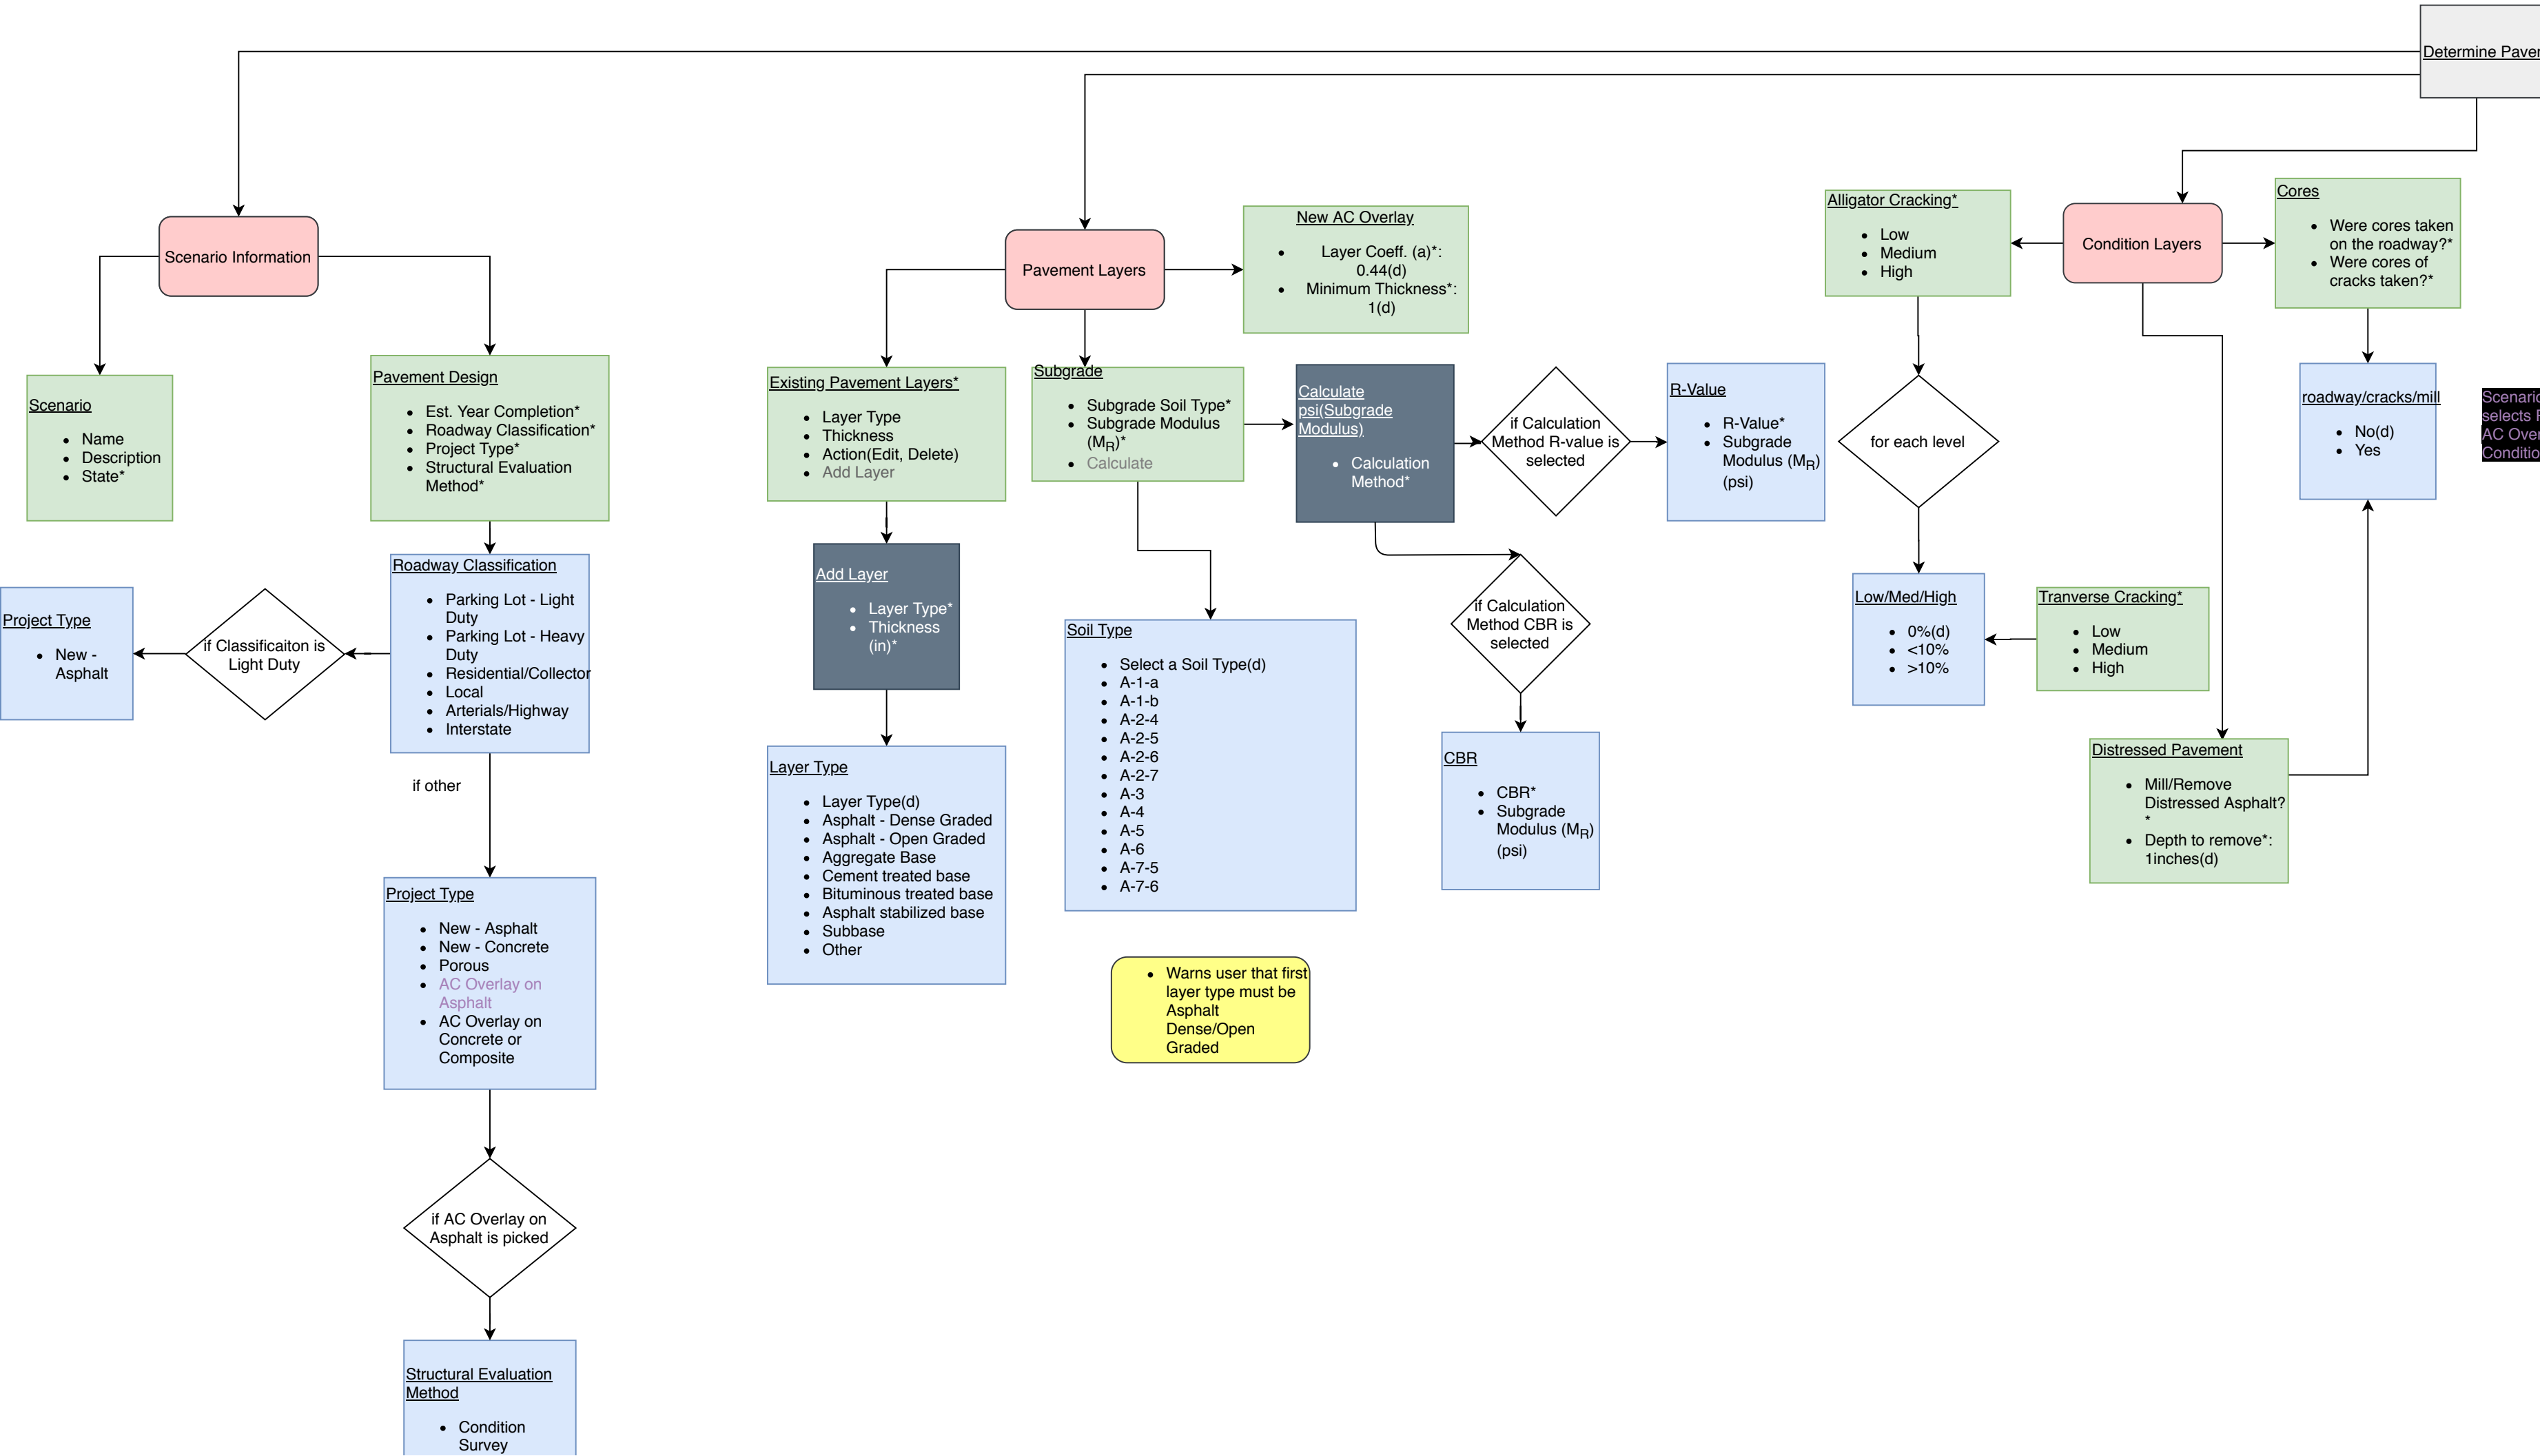 Determine Paver
Scenario Information
Scenario
Name
Description
State*
Pavement Design
Est. Year Completion*
Roadway Classification*
Project Type*
Structural Evaluation
Method*
Roadway Classification
Parking Lot - Light
Duty
Parking Lot - Heavy
Duty
Residential/Collector
Local
Arterials/Highway
Interstate
if Classificaiton is
Light Duty
Project Type
New -
Asphalt
if other
Project Type
New - Asphalt
New - Concrete
Porous
AC Overlay on
Asphalt
AC Overlay on
Concrete or
Composite
if AC Overlay on
Asphalt is picked
Structural Evaluation
Method
Condition
Survey
Pavement Layers
New AC Overlay
Layer Coeff. (a)*:
0.44(d)
Minimum Thickness*:
1(d)
Existing Pavement Layers*
Layer Type
Thickness
Action(Edit, Delete)
Add Layer
Add Layer
Layer Type*
Thickness
(in)*
Layer Type
Layer Type(d)
Asphalt - Dense Graded
Asphalt - Open Graded
Aggregate Base
Cement treated base
Bituminous treated base
Asphalt stabilized base
Subbase
Other
Subgrade
Subgrade Soil Type*
Subgrade Modulus
(MR)*
Calculate
Soil Type
Select a Soil Type(d)
A-1-a
A-1-b
A-2-4
A-2-5
A-2-6
A-2-7
A-3
A-4
A-5
A-6
A-7-5
A-7-6
Warns user that first
layer type must be
Asphalt
Dense/Open
Graded
Calculate
psi(Subgrade
Modulus)
Calculation
Method*
if Calculation
Method R-value is
selected
R-Value
R-Value*
Subgrade
Modulus (MR)
(psi)
if Calculation
Method CBR is
selected
CBR
CBR*
Subgrade
Modulus (MR)
(psi)
Condition Layers
Alligator Cracking*
Low
Medium
High
for each level
Low/Med/High
0%(d)
<10%
>10%
Tranverse Cracking*
Low
Medium
High
Cores
Were cores taken
on the roadway?*
Were cores of
cracks taken?*
roadway/cracks/mill
No(d)
Yes
Distressed Pavement
Mill/Remove
Distressed Asphalt?
*
Depth to remove*:
1inches(d)
Scenario
selects
AC Over
Conditio